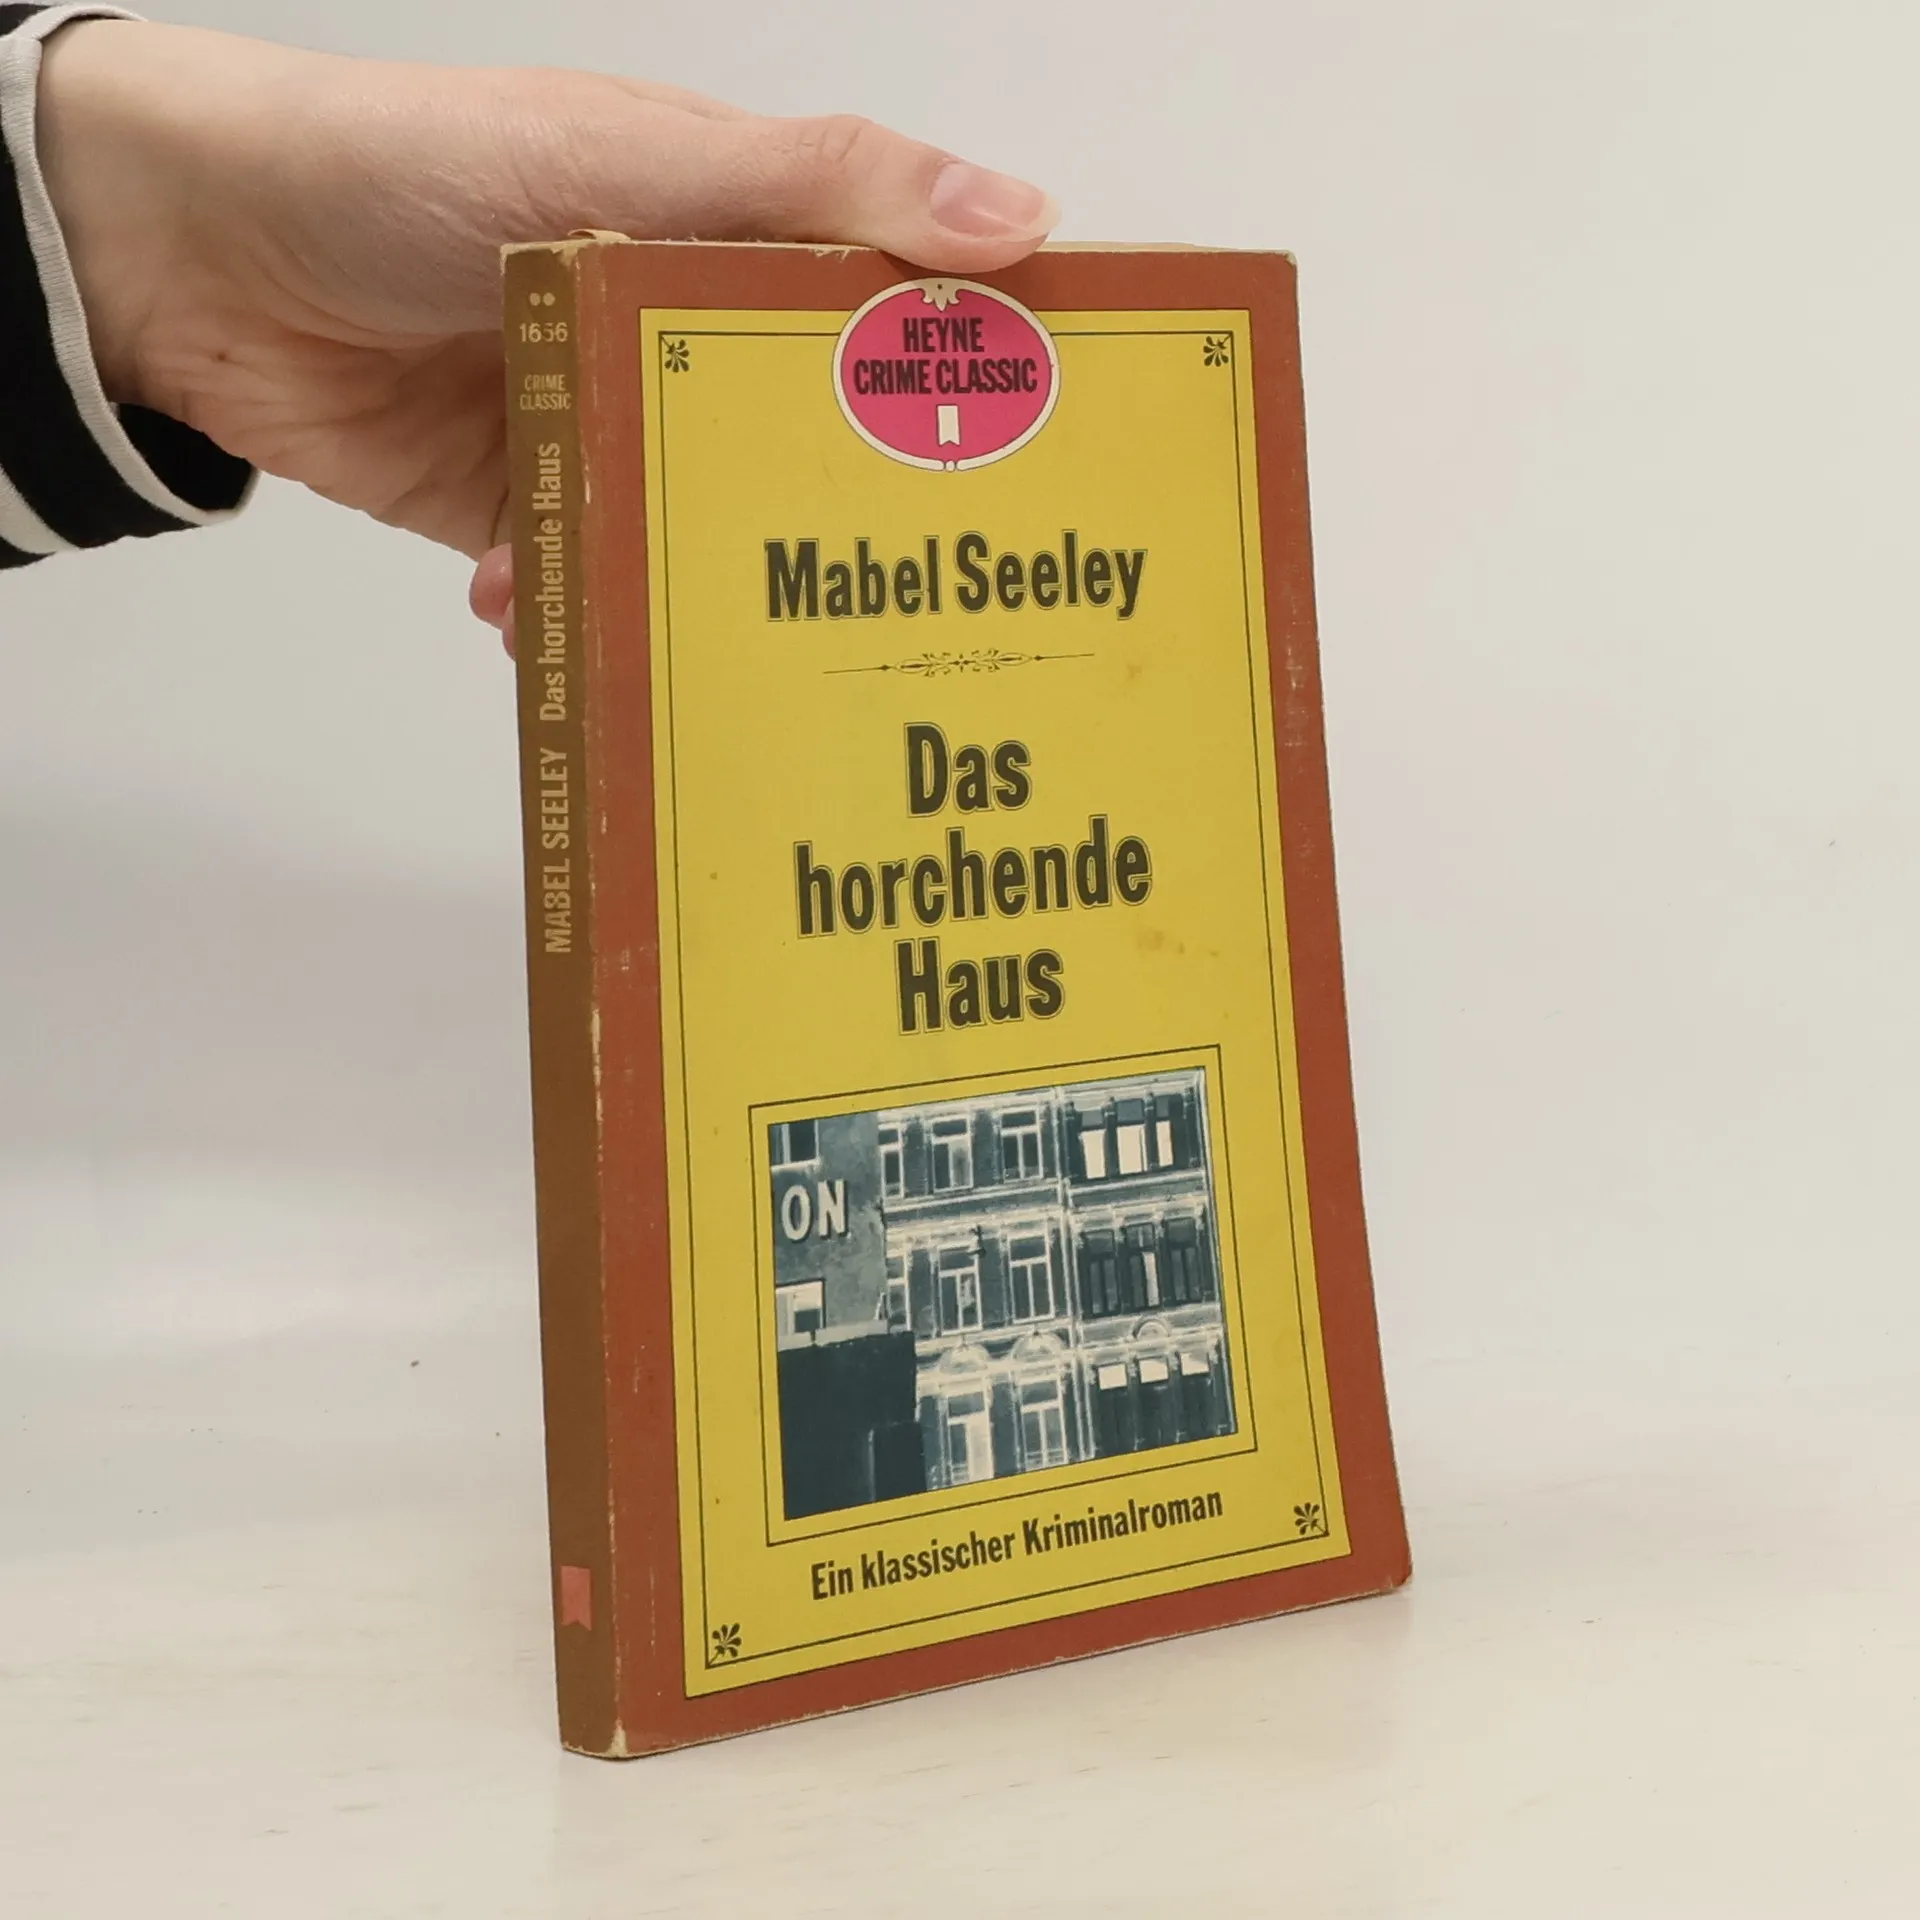 1656
CRIME
CLASSIC
MABEL SEELEY Das horchende Haus
HEYNE
CRIME CLASSIC
Mabel Seeley
Das
horchende
Haus
ON
Ein klassischer Kriminalroman